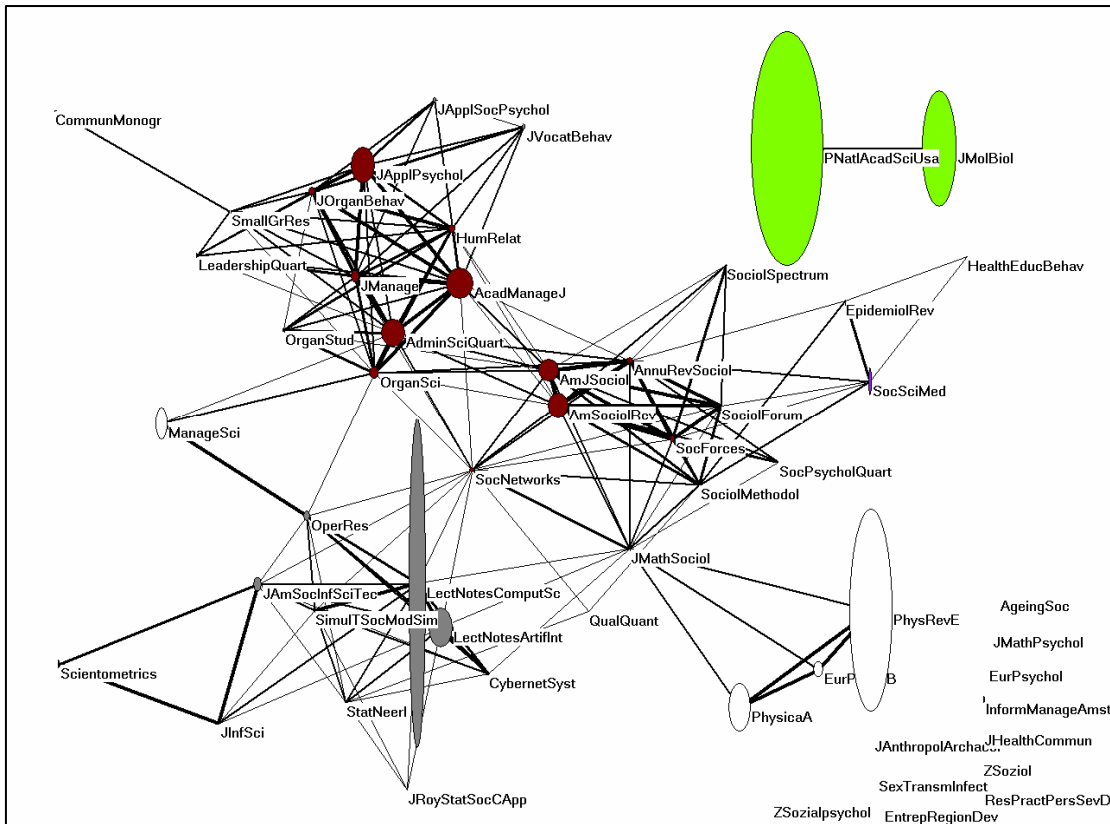 JApplSocPsychol
CommunMonogr
JVocatBehav
PNatlAcadSciUsa
JMolBiol
JApplPsychol
JOrganBehav
SmallGrRes
HumRelat
LeadershipQuart
HealthEducBehav
SociolSpectrum
JManage
AcadManageJ
EpidemiolRev
OrganStud
AdminSciQuart
AnnuRevSociol
OrganSci
AmJSociol
SocSciMed
AmSociolRev
SociolForum
ManageSci
SocForces
SocPsycholQuart
SocNetworks
SociolMethodol
OperRes
JMathSociol
JAmSocInfSciTec
LectNotesComputSc
AgeingSoc
SimulTSocModSim
QualQuant
PhysRevE
LectNotesArtifInt
JMathPsychol
Scientometrics
CybernetSyst
EurPhysJB
EurPsychol
PhysicaA
StatNeerl
InformManageAmst
JInfSci
JAnthropolArchaeol
JHealthCommun
ZSoziol
SexTransmInfect
JRoyStatSocCApp
ResPractPersSevD
ZSozialpsychol
EntrepRegionDev